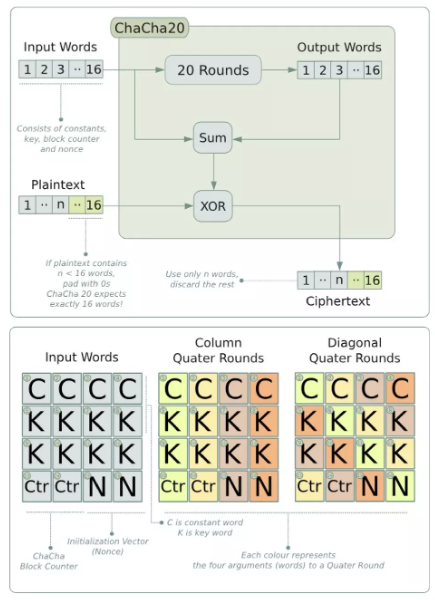 ChaCha20
Input Words
Output Words
1 2 3 ·· 16
20 Rounds
1 2 3 ·· 16
Consists of constants,
key, block counter
and nonce
Sum
Plaintext
1 ·· n ·· 16
XOR
If plaintext contains
n < 16 words,
pad with 0s
ChaCha 20 expects
exactly 16 words!
Use only n words,
discard the rest
1 ·· n ·· 16
Ciphertext
Input Words
Column
Quater Rounds
Diagonal
Quater Rounds
C C C C
K K K K
K K K K
Ctr Ctr N N
C C C C
K K K K
K K K K
Ctr Ctr N N
C C C C
K K K K
K K K K
Ctr Ctr N N
C is constant word
K is key word
ChaCha
Block Counter
Iniitialization Vector
(Nonce)
Each colour represents
the four arguments (words) to a Quater Round